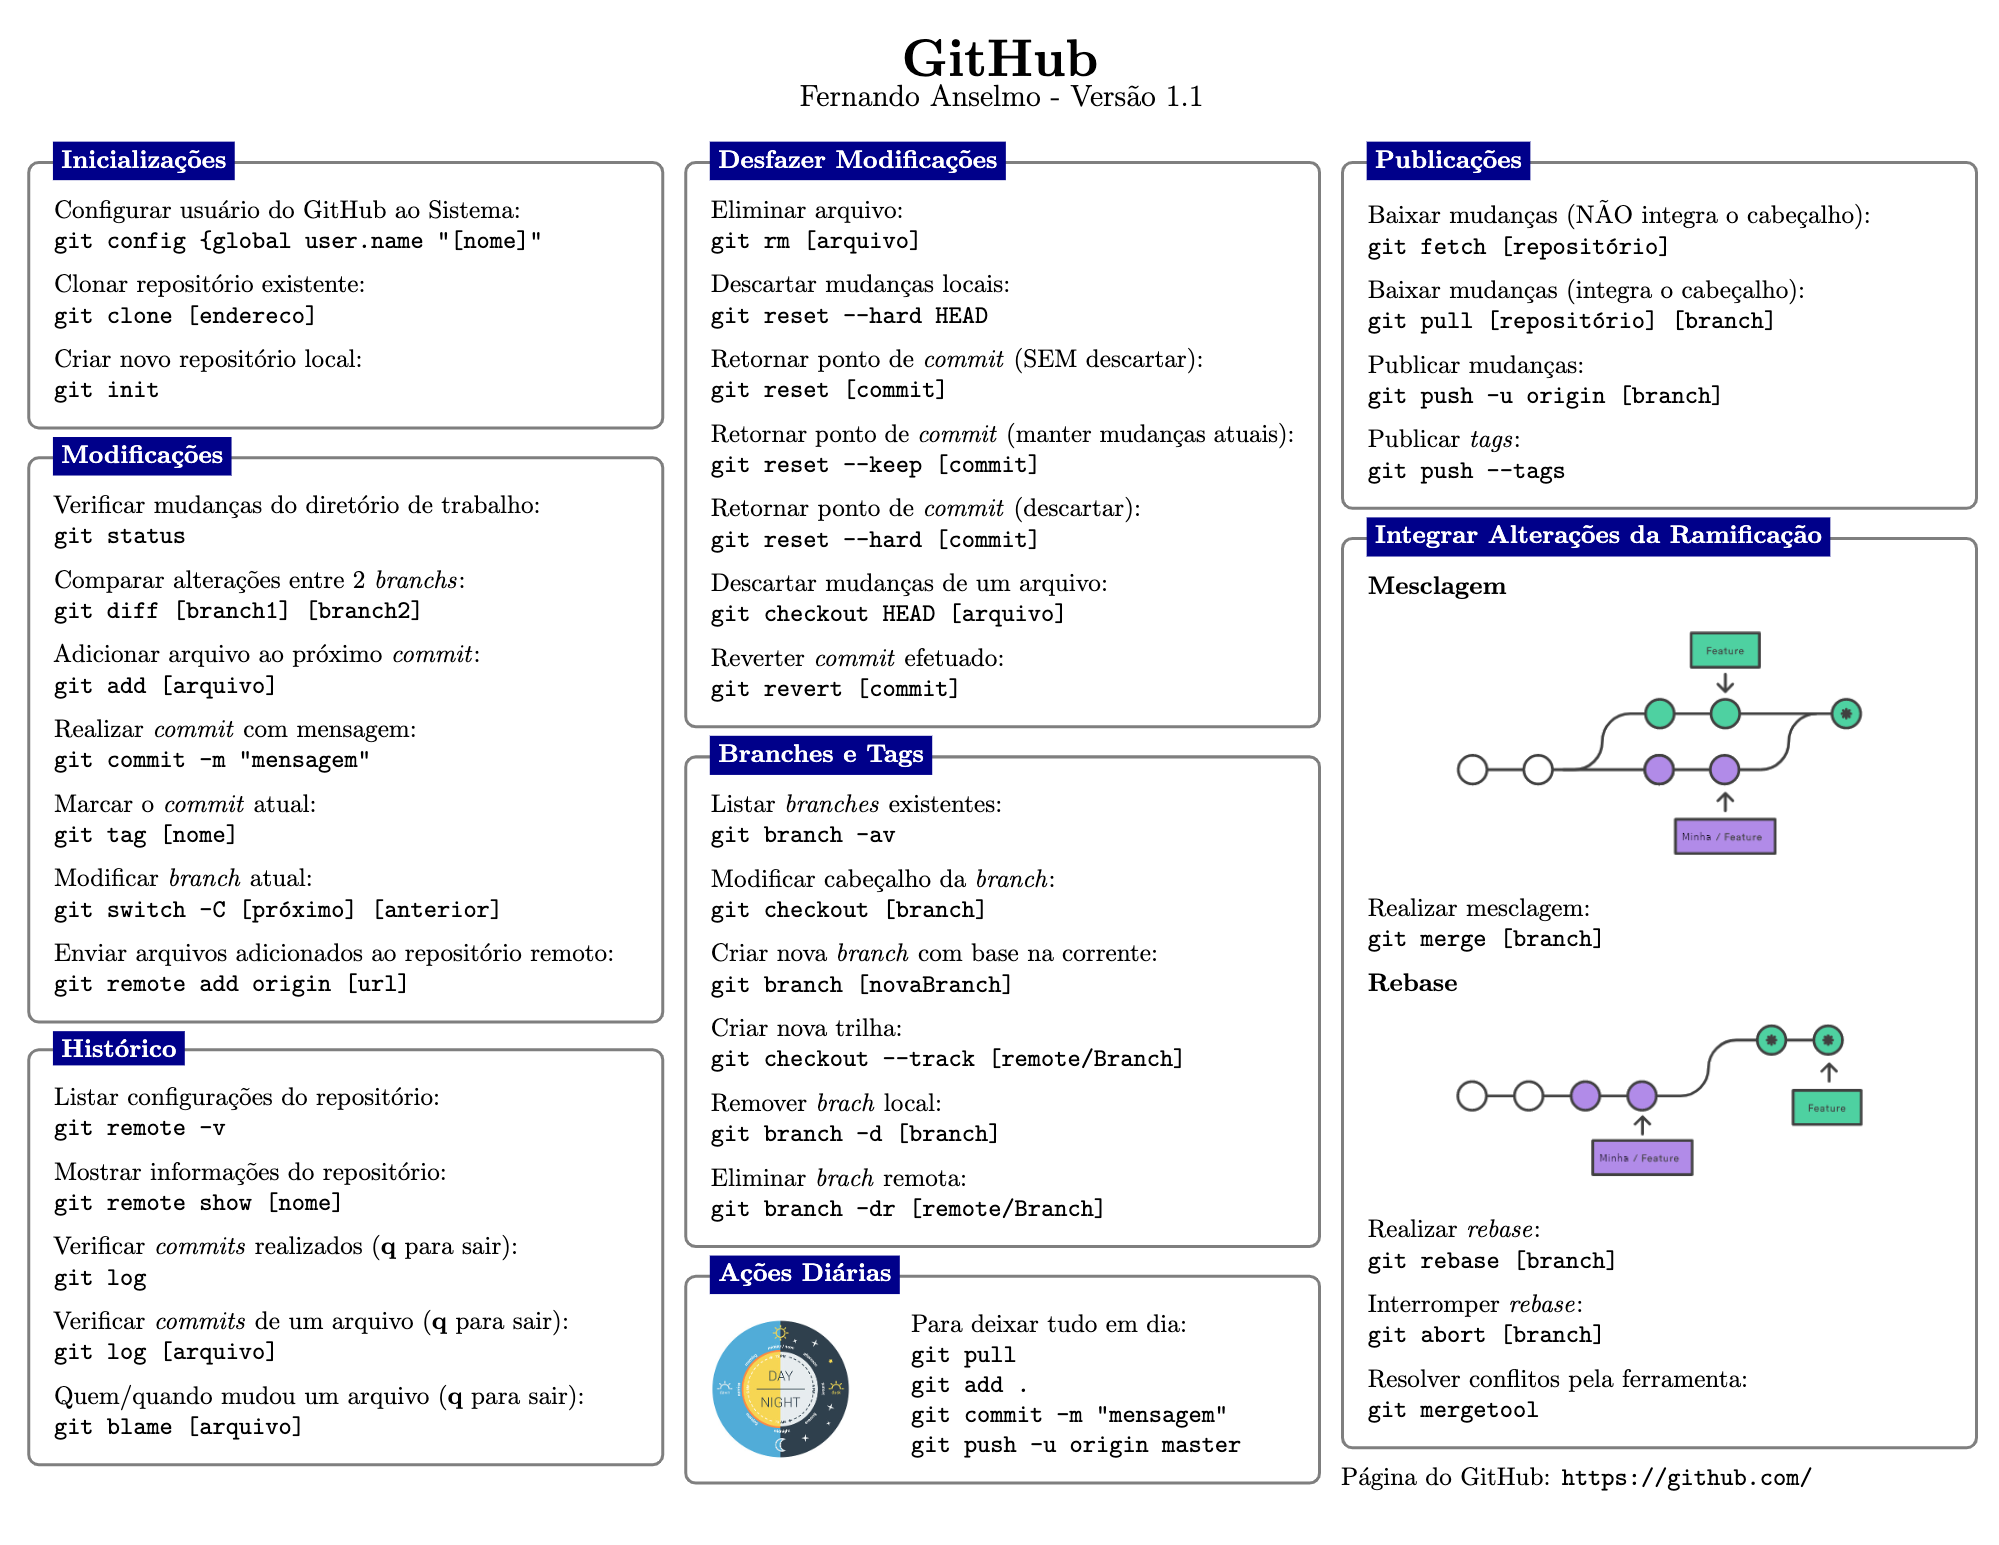 GitHub
Fernando Anselmo - Versão 1.1
Inicializações
Configurar usuário do GitHub ao Sistema:
git config {global user.name "[nome]"
Clonar repositório existente:
git clone [endereco]
Criar novo repositório local:
git init
Modificações
Verificar mudanças do diretório de trabalho:
git status
Comparar alterações entre 2 branchs:
git diff [branch1] [branch2]
Adicionar arquivo ao próximo commit:
git add [arquivo]
Realizar commit com mensagem:
git commit -m "mensagem"
Marcar o commit atual:
git tag [nome]
Modificar branch atual:
git switch -C [próximo] [anterior]
Enviar arquivos adicionados ao repositório remoto:
git remote add origin [url]
Histórico
Listar configurações do repositório:
git remote -v
Mostrar informações do repositório:
git remote show [nome]
Verificar commits realizados (q para sair):
git log
Verificar commits de um arquivo (q para sair):
git log [arquivo]
Quem/quando mudou um arquivo (q para sair):
git blame [arquivo]
Desfazer Modificações
Eliminar arquivo:
git rm [arquivo]
Descartar mudanças locais:
git reset --hard HEAD
Retornar ponto de commit (SEM descartar):
git reset [commit]
Retornar ponto de commit (manter mudanças atuais):
git reset --keep [commit]
Retornar ponto de commit (descartar):
git reset --hard [commit]
Descartar mudanças de um arquivo:
git checkout HEAD [arquivo]
Reverter commit efetuado:
git revert [commit]
Branches e Tags
Listar branches existentes:
git branch -av
Modificar cabeçalho da branch:
git checkout [branch]
Criar nova branch com base na corrente:
git branch [novaBranch]
Criar nova trilha:
git checkout --track [remote/Branch]
Remover brach local:
git branch -d [branch]
Eliminar brach remota:
git branch -dr [remote/Branch]
Ações Diárias
DAY
NIGHT
Para deixar tudo em dia:
git pull
git add .
git commit -m "mensagem"
git push -u origin master
Publicações
Baixar mudanças (NÃO integra o cabeçalho):
git fetch [repositório]
Baixar mudanças (integra o cabeçalho):
git pull [repositório] [branch]
Publicar mudanças:
git push -u origin [branch]
Publicar tags:
git push --tags
Integrar Alterações da Ramificação
Mesclagem
Feature
Minha / Feature
Realizar mesclagem:
git merge [branch]
Rebase
Feature
Minha / Feature
Realizar rebase:
git rebase [branch]
Interromper rebase:
git abort [branch]
Resolver conflitos pela ferramenta:
git mergetool
Página do GitHub: https://github.com/